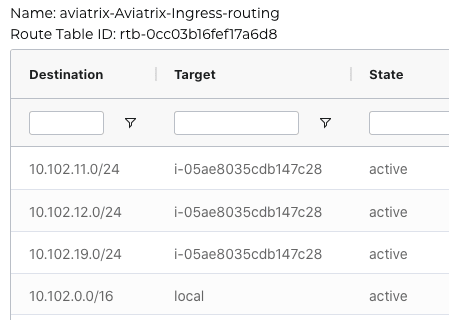 Name: aviatrix-Aviatrix-Ingress-routing
Route Table ID: rtb-0cc03b16fef17a6d8
Destination Target State
10.102.11.0/24 i-05ae8035cdb147c28 active
10.102.12.0/24 i-05ae8035cdb147c28 active
10.102.19.0/24 i-05ae8035cdb147c28 active
10.102.0.0/16 local active